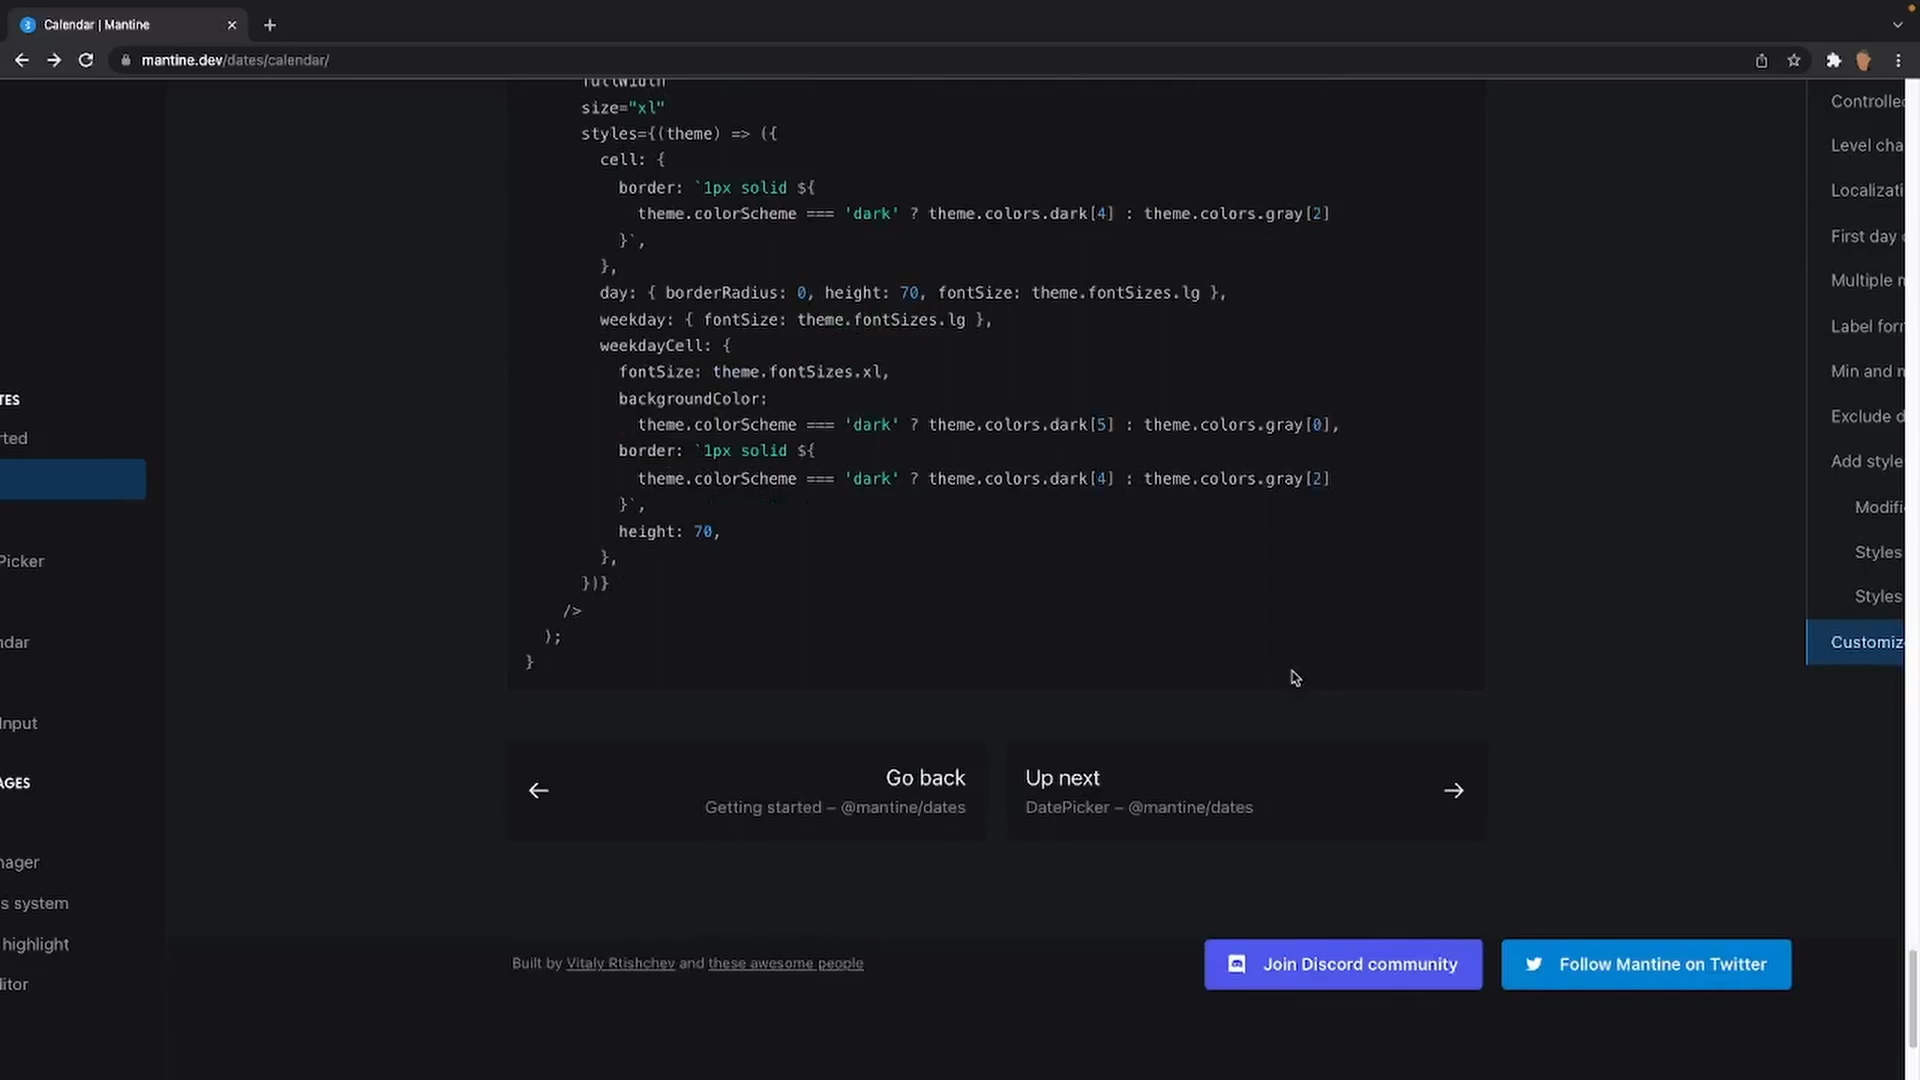 Calendar | Mantine
mantine.dev/dates/calendar/
fullWidth
size="xl"
styles={(theme) => ({
cell: {
border: `1px solid ${
theme.colorScheme === 'dark' ? theme.colors.dark[4] : theme.colors.gray[2]
}`,
},
day: { borderRadius: 0, height: 70, fontSize: theme.fontSizes.lg },
weekday: { fontSize: theme.fontSizes.lg },
weekdayCell: {
fontSize: theme.fontSizes.xl,
backgroundColor:
theme.colorScheme === 'dark' ? theme.colors.dark[5] : theme.colors.gray[0],
border: `1px solid ${
theme.colorScheme === 'dark' ? theme.colors.dark[4] : theme.colors.gray[2]
}`,
height: 70,
},
})}
/>
);
}
TES
rted
Picker
ndar
Input
AGES
nager
s system
highlight
ditor
Controlle
Level cha
Localizati
First day
Multiple
Label for
Min and
Exclude d
Add style
Modifi
Styles
Styles
Customiz
Go back
Getting started – @mantine/dates
Up next
DatePicker – @mantine/dates
Built by Vitaly Rtishchev and these awesome people
Join Discord community
Follow Mantine on Twitter